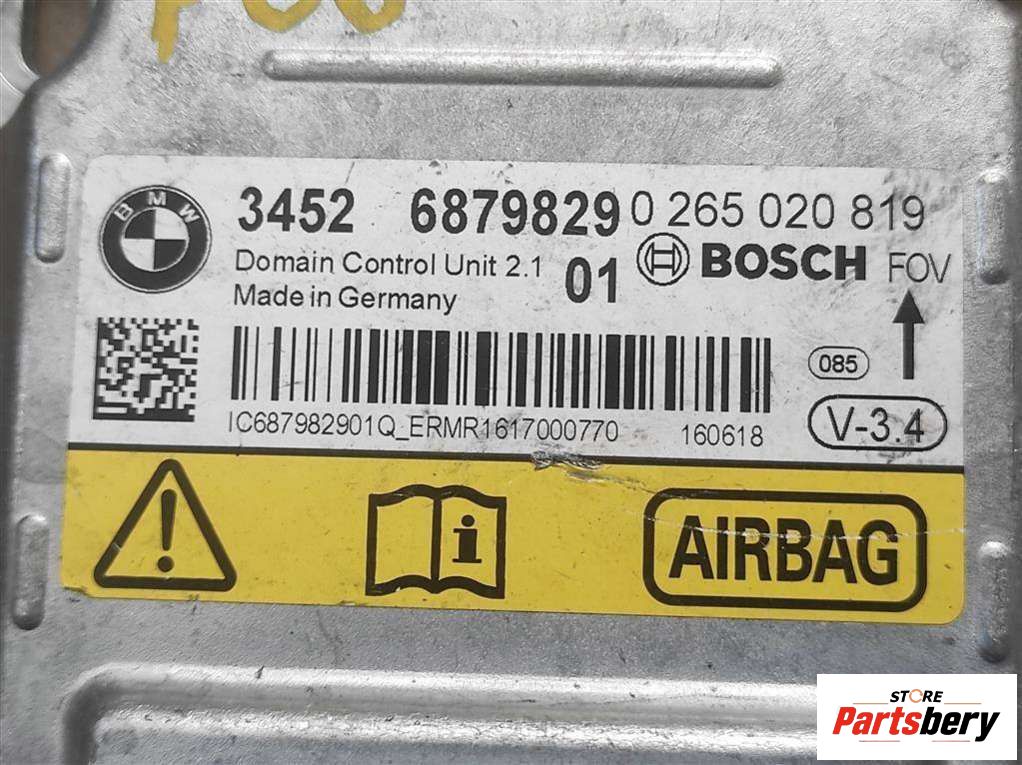 BMW
3452 6879829 0 265 020 819
Domain Control Unit 2.1 01 BOSCH FOV
Made in Germany
085
IC687982901Q_ERMR1617000770 160618 V-3.4
i AIRBAG
STORE
Partsbery